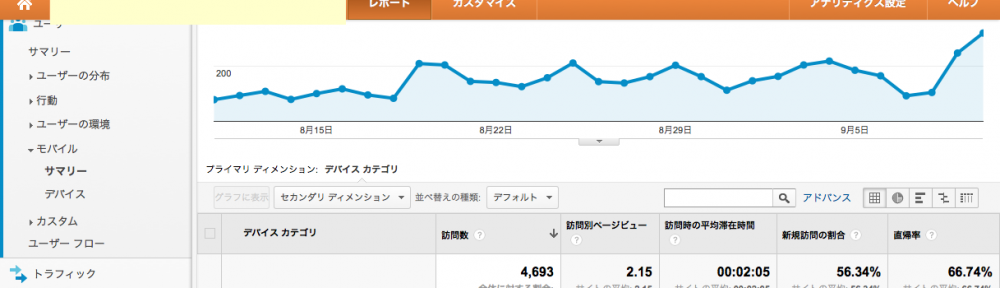 レポート カスタマイズ アナリティクス設定 ヘルプ
ユーザー
サマリー
ユーザーの分布
行動
ユーザーの環境
モバイル
サマリー
デバイス
カスタム
ユーザー フロー
トラフィック
200
8月15日 8月22日 8月29日 9月5日
プライマリ ディメンション: デバイス カテゴリ
グラフに表示 セカンダリ ディメンション 並べ替えの種類: デフォルト アドバンス
デバイス カテゴリ 訪問数 ? 訪問別ページビュー ? 訪問時の平均滞在時間 ? 新規訪問の割合 ? 直帰率 ?
4,693 2.15 00:02:05 56.34% 66.74%
全体に対する割合: サイトの平均: 2.15 サイトの平均: 00:02:05 サイトの平均: 56.34% サイトの平均: 66.74%